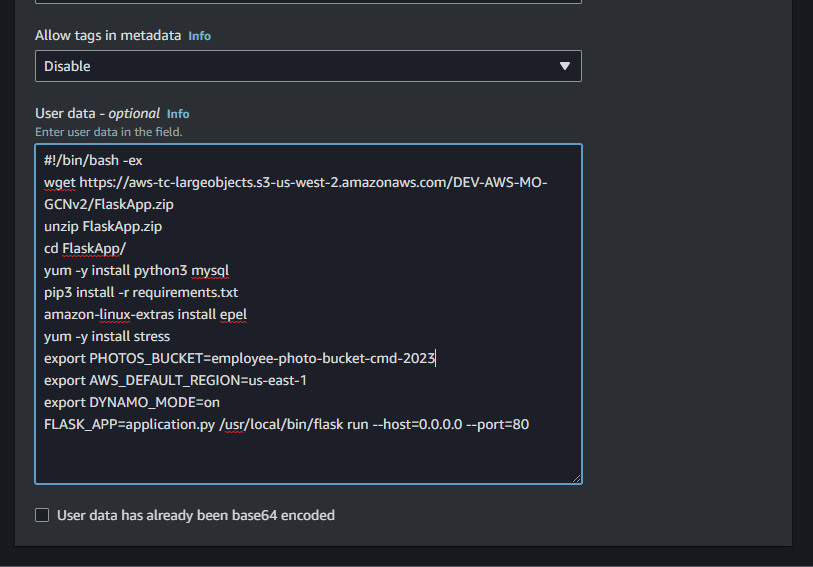 Allow tags in metadata Info
Disable
User data - optional Info
Enter user data in the field.
#!/bin/bash -ex
wget https://aws-tc-largeobjects.s3-us-west-2.amazonaws.com/DEV-AWS-MO-
GCNv2/FlaskApp.zip
unzip FlaskApp.zip
cd FlaskApp/
yum -y install python3 mysql
pip3 install -r requirements.txt
amazon-linux-extras install epel
yum -y install stress
export PHOTOS_BUCKET=employee-photo-bucket-cmd-2023
export AWS_DEFAULT_REGION=us-east-1
export DYNAMO_MODE=on
FLASK_APP=application.py /usr/local/bin/flask run --host=0.0.0.0 --port=80
User data has already been base64 encoded